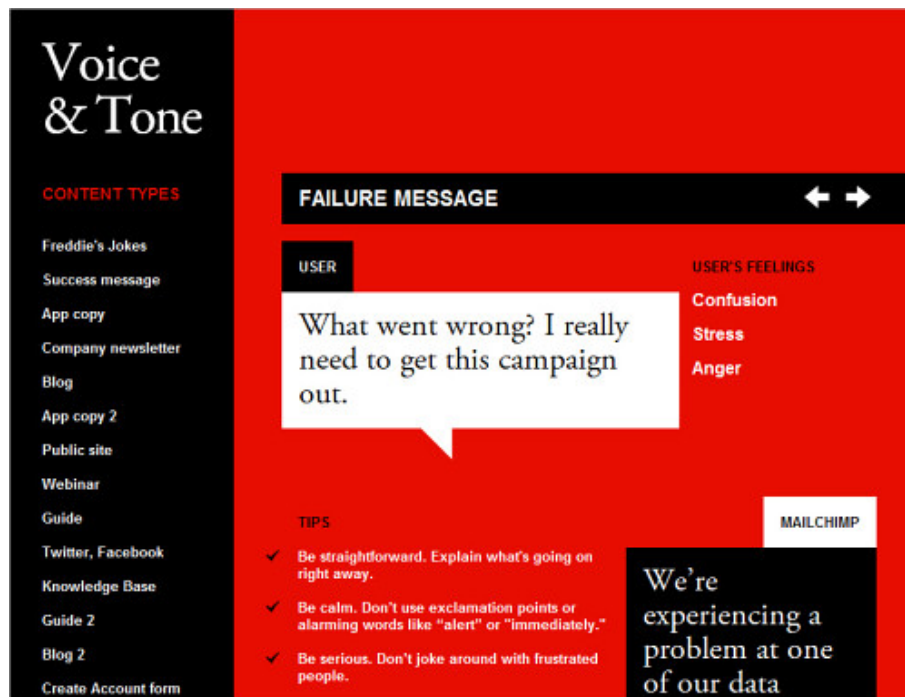 Voice
& Tone
CONTENT TYPES
Freddie's Jokes
Success message
App copy
Company newsletter
Blog
App copy 2
Public site
Webinar
Guide
Twitter, Facebook
Knowledge Base
Guide 2
Blog 2
Create Account form
FAILURE MESSAGE
USER
What went wrong? I really
need to get this campaign
out.
USER'S FEELINGS
Confusion
Stress
Anger
TIPS
Be straightforward. Explain what's going on
right away.
Be calm. Don't use exclamation points or
alarming words like “alert” or "immediately."
Be serious. Don't joke around with frustrated
people.
MAILCHIMP
We're
experiencing a
problem at one
of our data